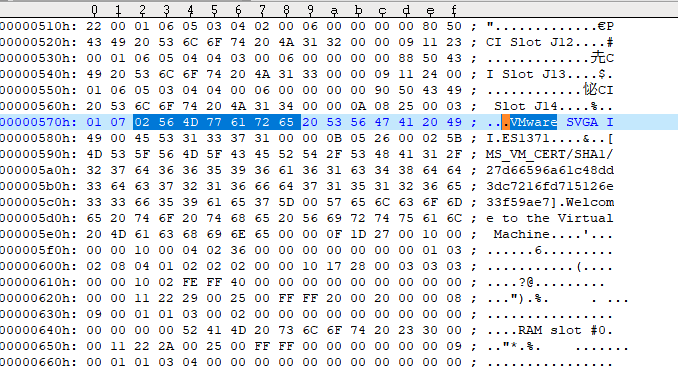 0 1 2 3 4 5 6 7 8 9 a b c d e f
00000510h: 22 00 01 06 05 03 04 02 00 06 00 00 00 00 80 50 ; ".............€P
00000520h: 43 49 20 53 6C 6F 74 20 4A 31 32 00 00 09 11 23 ; CI Slot J12....#
00000530h: 00 01 06 05 04 04 03 00 06 00 00 00 00 88 50 43 ; .............圥C
00000540h: 49 20 53 6C 6F 74 20 4A 31 33 00 00 09 11 24 00 ; I Slot J13....$.
00000550h: 01 06 05 03 04 04 00 06 00 00 00 00 90 50 43 49 ; ............怭CI
00000560h: 20 53 6C 6F 74 20 4A 31 34 00 00 0A 08 25 00 03 ; Slot J14....%..
00000570h: 01 07 02 56 4D 77 61 72 65 20 53 56 47 41 20 49 ; ...VMware SVGA I
00000580h: 49 00 45 53 31 33 37 31 00 00 0B 05 26 00 02 5B ; I.ES1371....&..[
00000590h: 4D 53 5F 56 4D 5F 43 45 52 54 2F 53 48 41 31 2F ; MS_VM_CERT/SHA1/
000005a0h: 32 37 64 36 36 35 39 36 61 36 31 63 34 38 64 64 ; 27d66596a61c48dd
000005b0h: 33 64 63 37 32 31 36 66 64 37 31 35 31 32 36 65 ; 3dc7216fd715126e
000005c0h: 33 33 66 35 39 61 65 37 5D 00 57 65 6C 63 6F 6D ; 33f59ae7].Welcom
000005d0h: 65 20 74 6F 20 74 68 65 20 56 69 72 74 75 61 6C ; e to the Virtual
000005e0h: 20 4D 61 63 68 69 6E 65 00 00 0F 1D 27 00 10 00 ; Machine....'...
000005f0h: 00 00 10 00 04 02 36 00 00 00 00 00 00 00 01 03 ; ......6.........
00000600h: 02 08 04 01 02 02 02 00 00 10 17 28 00 03 03 03 ; ...........(....
00000610h: 00 00 10 02 FE FF 40 00 00 00 00 00 00 00 00 00 ; ....?@.........
00000620h: 00 00 11 22 29 00 25 00 FF FF 20 00 20 00 00 08 ; ...").%. . ...
00000630h: 09 00 01 01 03 00 02 00 00 00 00 00 00 00 00 00 ; ................
00000640h: 00 00 00 00 52 41 4D 20 73 6C 6F 74 20 23 30 00 ; ....RAM slot #0.
00000650h: 00 11 22 2A 00 25 00 FF FF 00 00 00 00 00 00 09 ; .."*.%. .......
00000660h: 00 01 01 03 04 00 00 00 00 00 00 00 00 00 00 00 ; ................